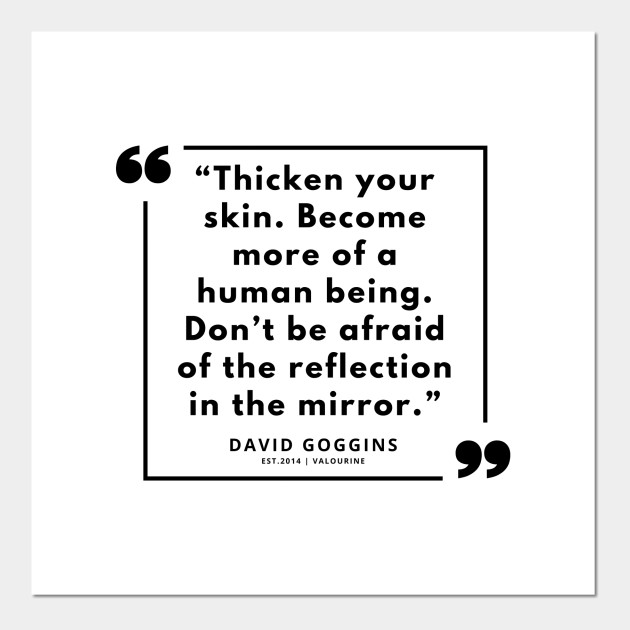 “Thicken your
skin. Become
more of a
human being.
Don’t be afraid
of the reflection
in the mirror.”
DAVID GOGGINS
EST.2014 | VALOURINE